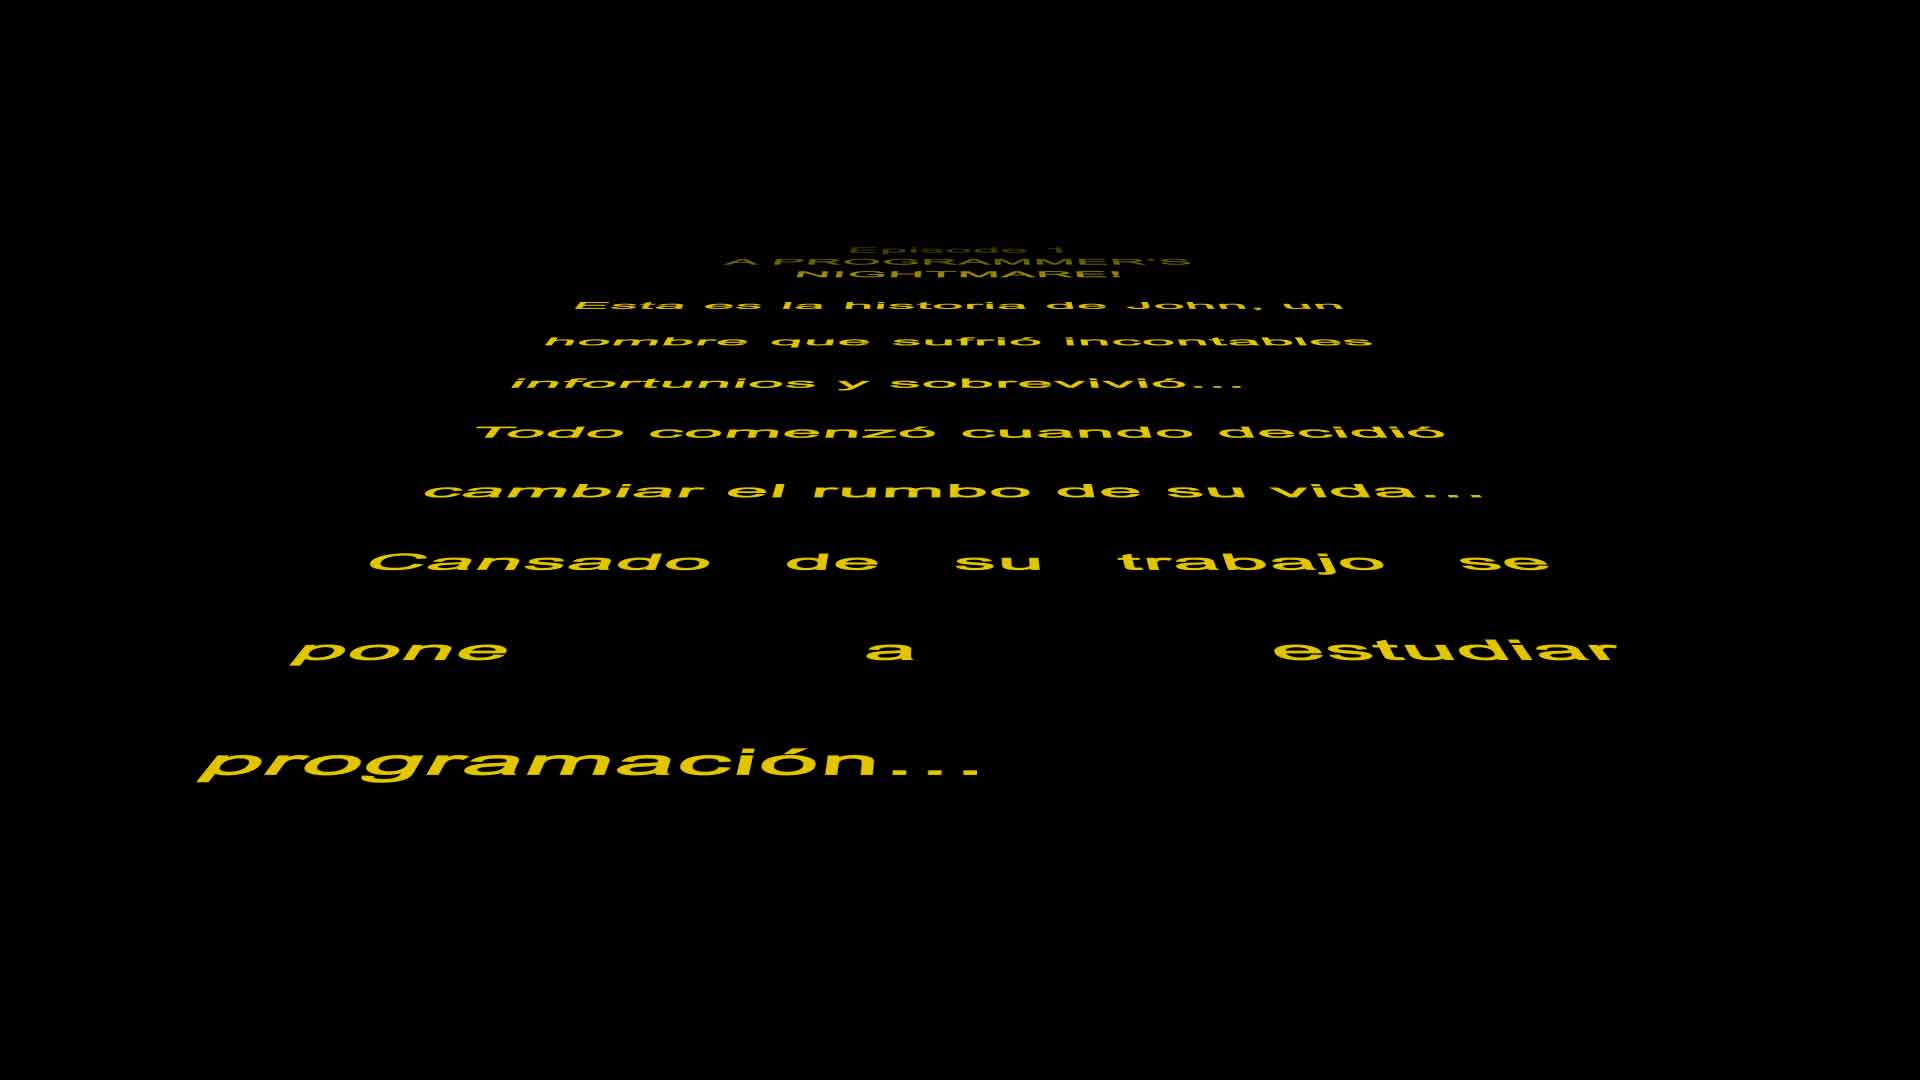 Episode 1
A PROGRAMMER'S
NIGHTMARE!
Esta es la historia de John, un
hombre que sufrió incontables
infortunios y sobrevivió...
Todo comenzó cuando decidió
cambiar el rumbo de su vida...
Cansado de su trabajo se
pone a estudiar
programación...